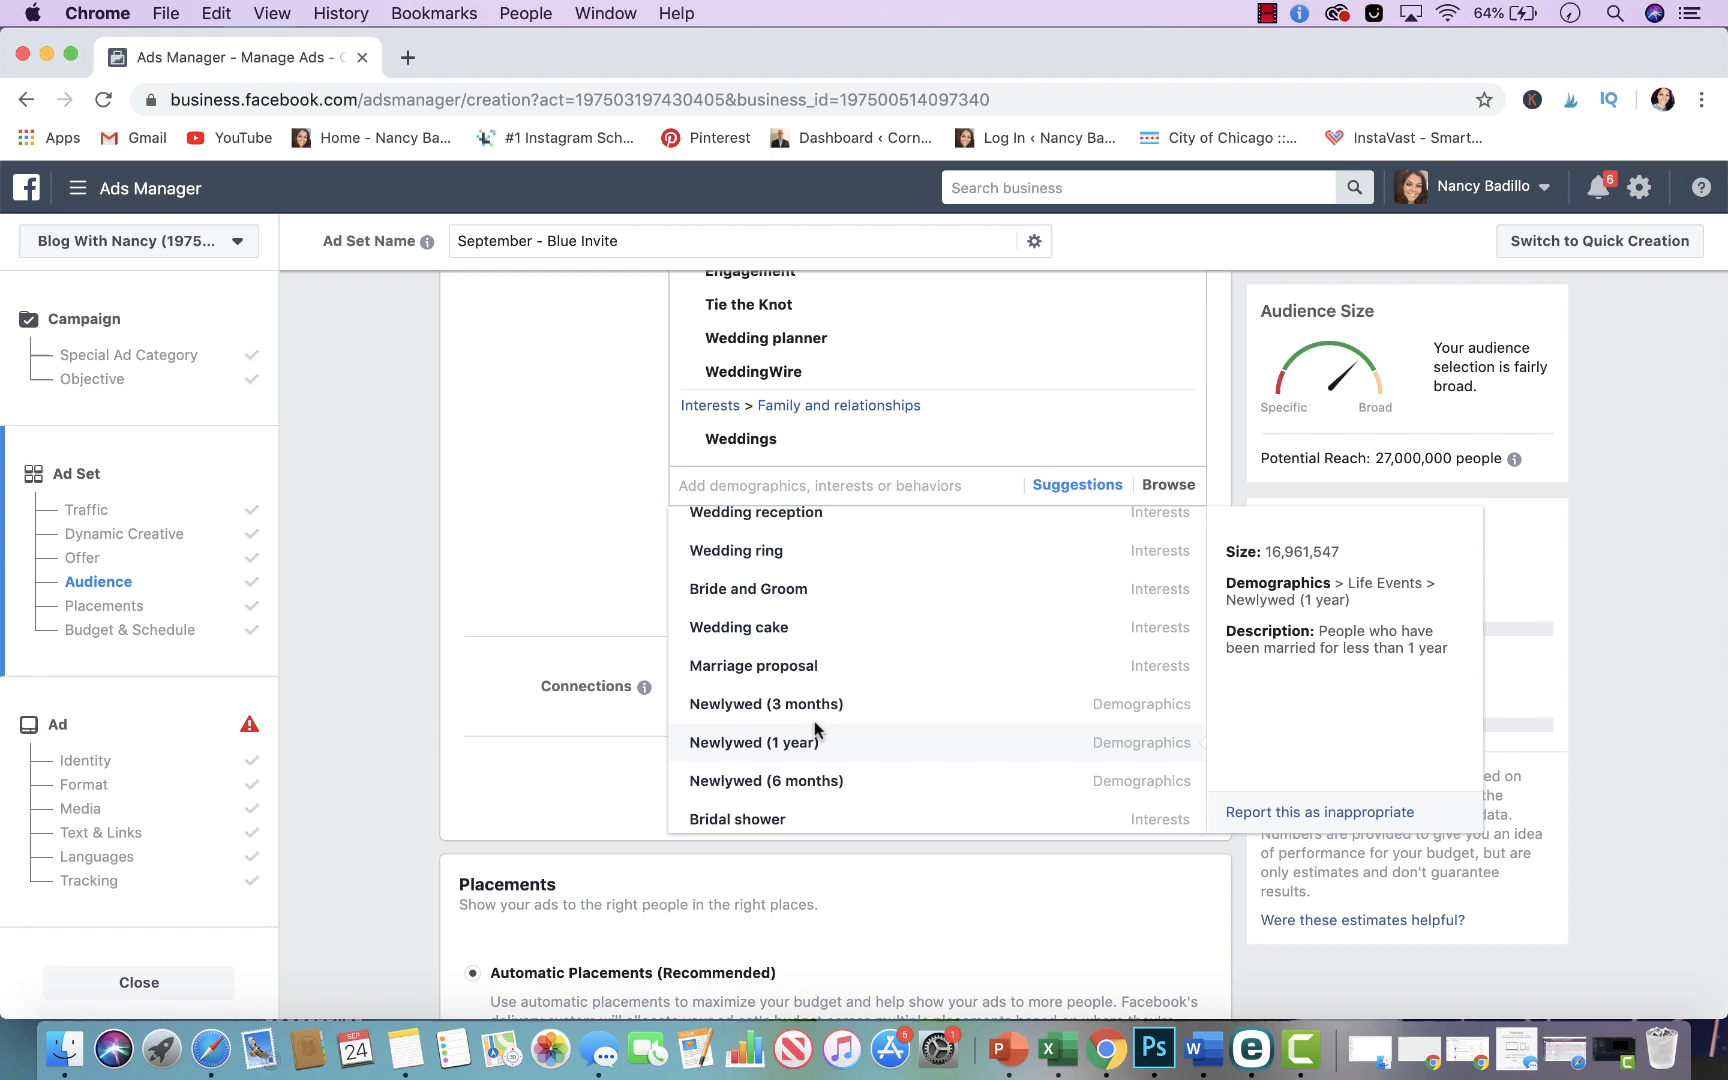 Chrome File Edit View History Bookmarks People Window Help
64%
Ads Manager - Manage Ads -
business.facebook.com/adsmanager/creation?act=197503197430405&business_id=197500514097340
Apps Gmail YouTube Home - Nancy Ba... #1 Instagram Sch... Pinterest Dashboard ‹ Corn... Log In ‹ Nancy Ba... City of Chicago ::... InstaVast - Smart...
Ads Manager
Search business
Nancy Badillo
6
Blog With Nancy (1975...
Ad Set Name
September - Blue Invite
Switch to Quick Creation
Campaign
Special Ad Category
Objective
Ad Set
Traffic
Dynamic Creative
Offer
Audience
Placements
Budget & Schedule
Ad
Identity
Format
Media
Text & Links
Languages
Tracking
Close
Engagement
Tie the Knot
Wedding planner
WeddingWire
Interests > Family and relationships
Weddings
Add demographics, interests or behaviors
Suggestions
Browse
Wedding reception Interests
Wedding ring Interests
Bride and Groom Interests
Wedding cake Interests
Marriage proposal Interests
Newlywed (3 months) Demographics
Newlywed (1 year) Demographics
Newlywed (6 months) Demographics
Bridal shower Interests
Connections
Size: 16,961,547
Demographics > Life Events >
Newlywed (1 year)
Description: People who have
been married for less than 1 year
Report this as inappropriate
Placements
Show your ads to the right people in the right places.
Automatic Placements (Recommended)
Use automatic placements to maximize your budget and help show your ads to more people. Facebook's
Audience Size
Specific
Broad
Your audience
selection is fairly
broad.
Potential Reach: 27,000,000 people
ed on
the
data.
Numbers are provided to give you an idea
of performance for your budget, but are
only estimates and don't guarantee
results.
Were these estimates helpful?
SEP
24
5
1
Ps